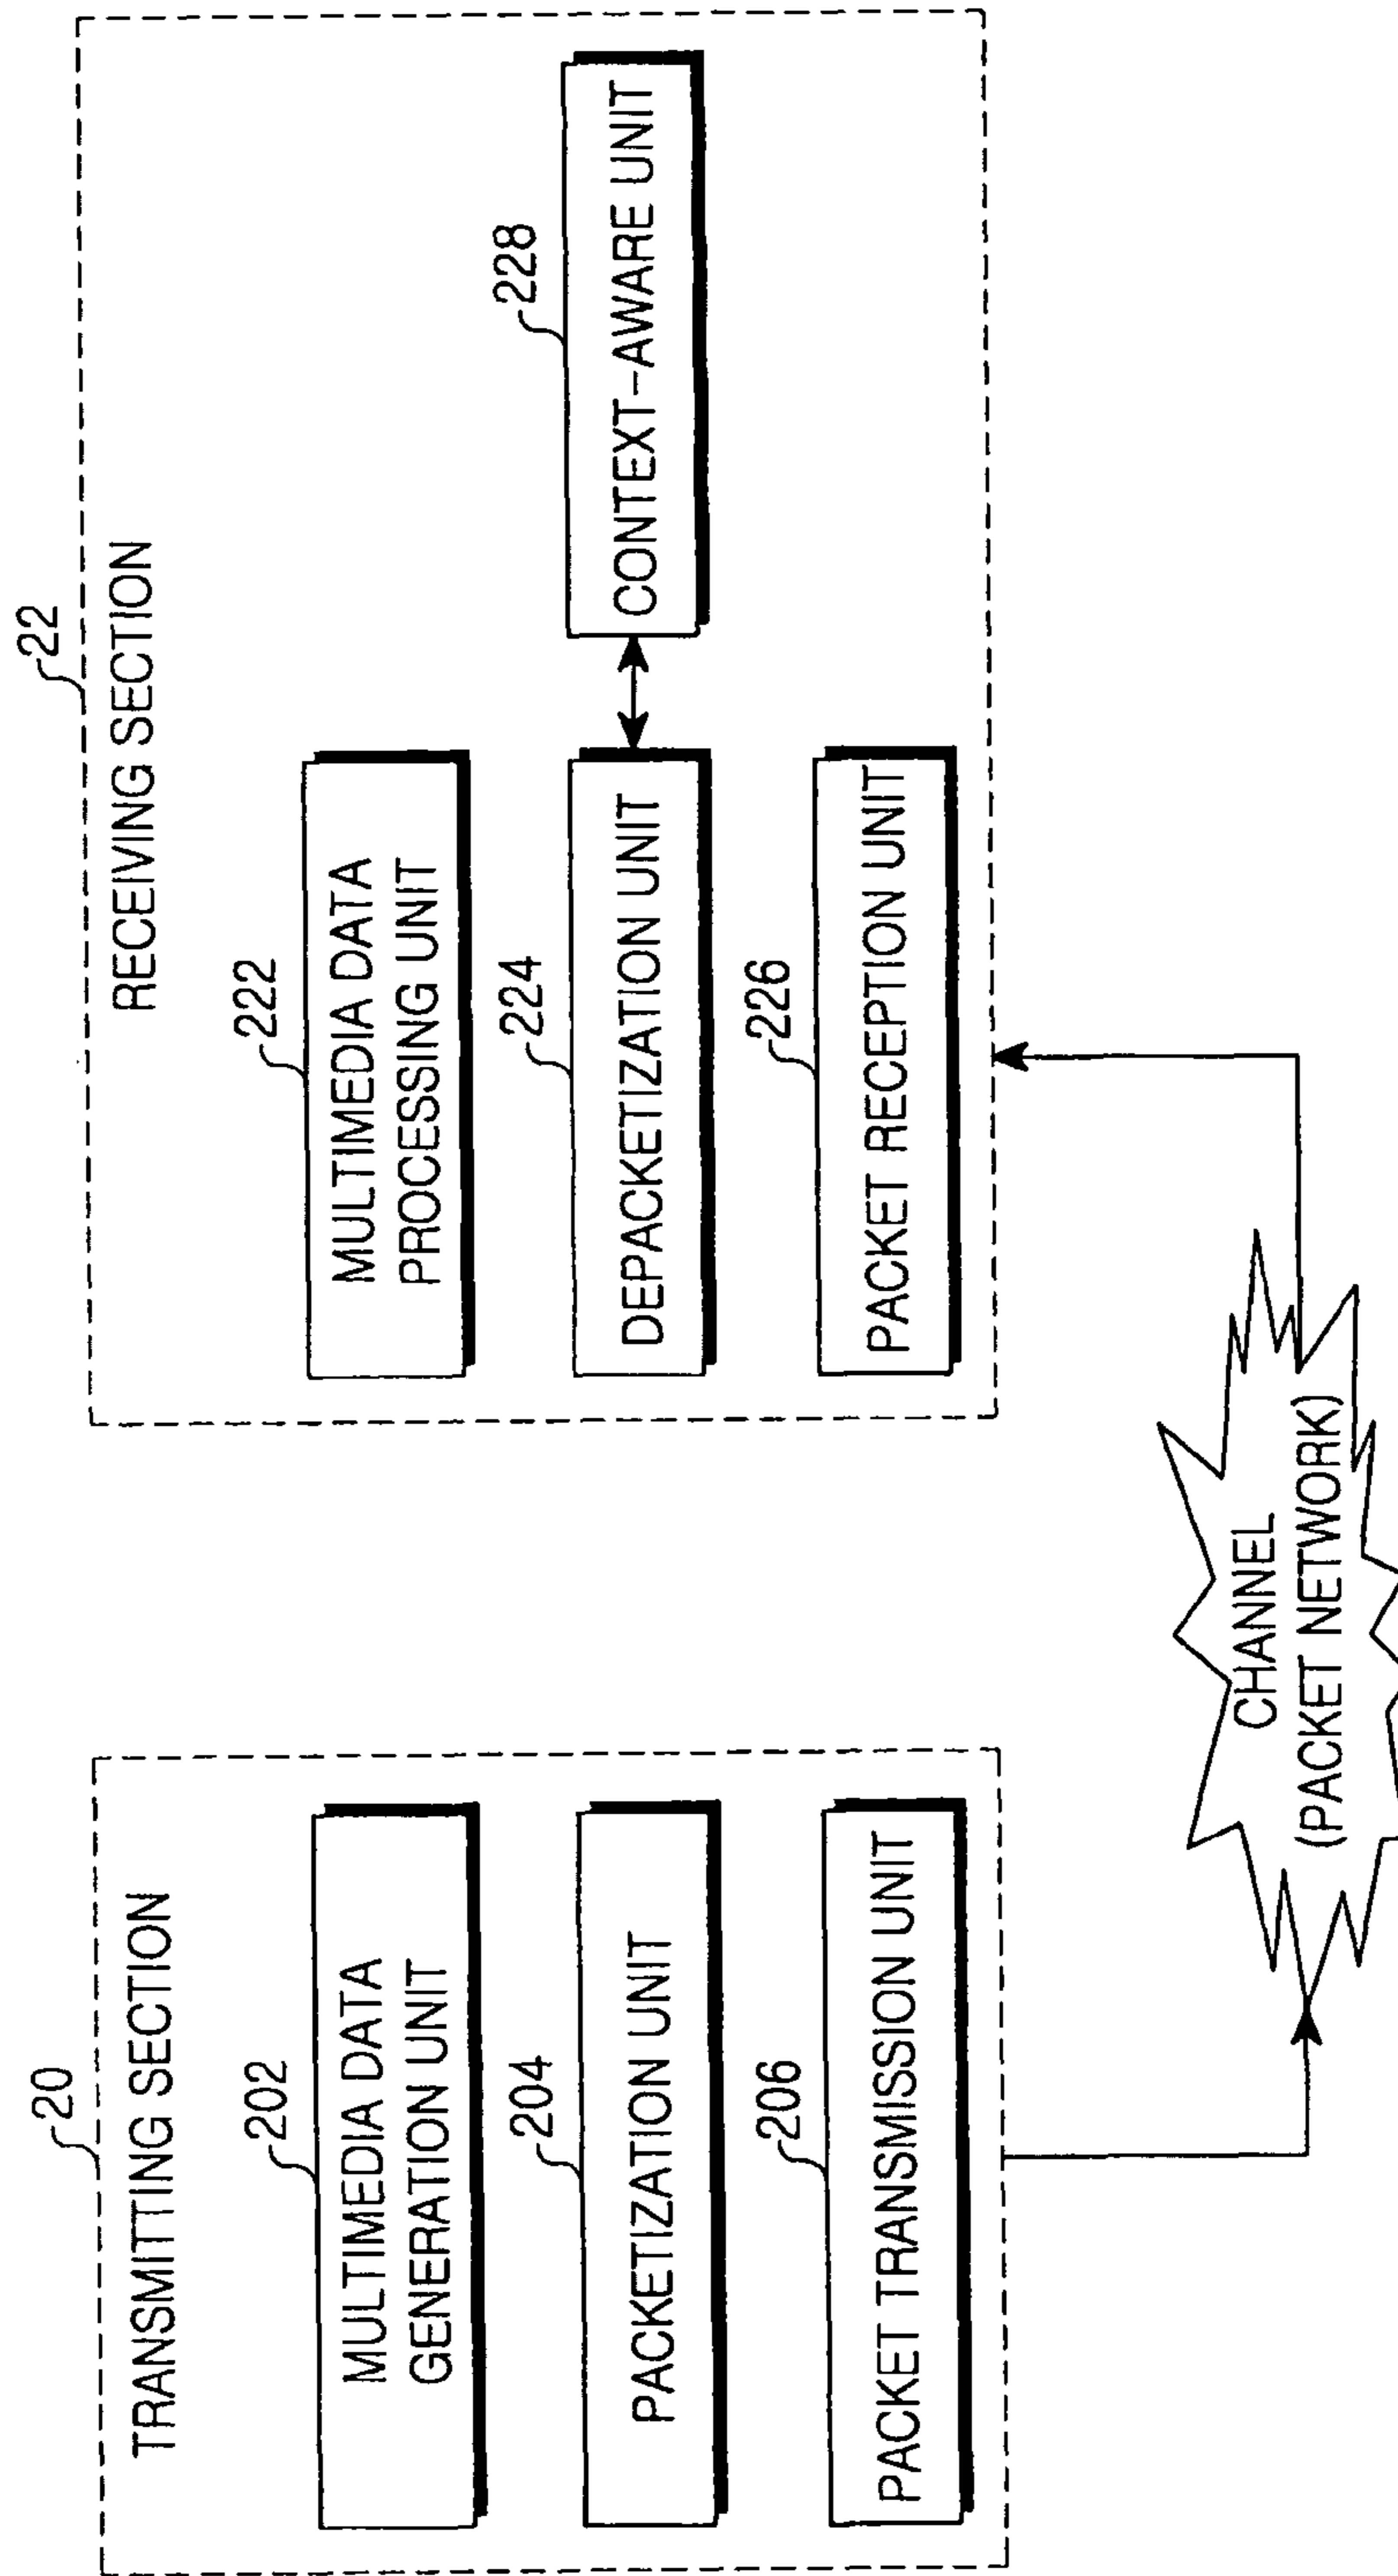 20
TRANSMITTING SECTION
202
MULTIMEDIA DATA
GENERATION UNIT
204
PACKETIZATION UNIT
206
PACKET TRANSMISSION UNIT
CHANNEL
(PACKET NETWORK)
22
RECEIVING SECTION
222
MULTIMEDIA DATA
PROCESSING UNIT
224
DEPACKETIZATION UNIT
228
CONTEXT-AWARE UNIT
226
PACKET RECEPTION UNIT